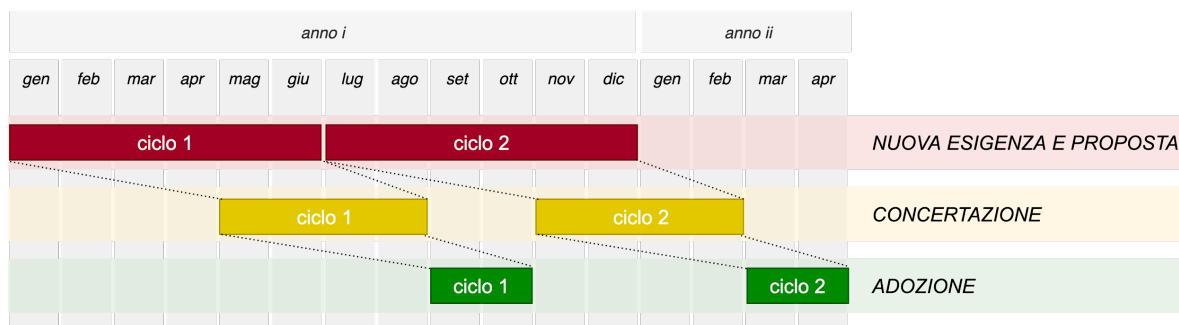 anno i anno ii
gen feb mar apr mag giu lug ago set ott nov dic gen feb mar apr
ciclo 1 ciclo 2 NUOVA ESIGENZA E PROPOSTA
ciclo 1 ciclo 2 CONCERTAZIONE
ciclo 1 ciclo 2 ADOZIONE